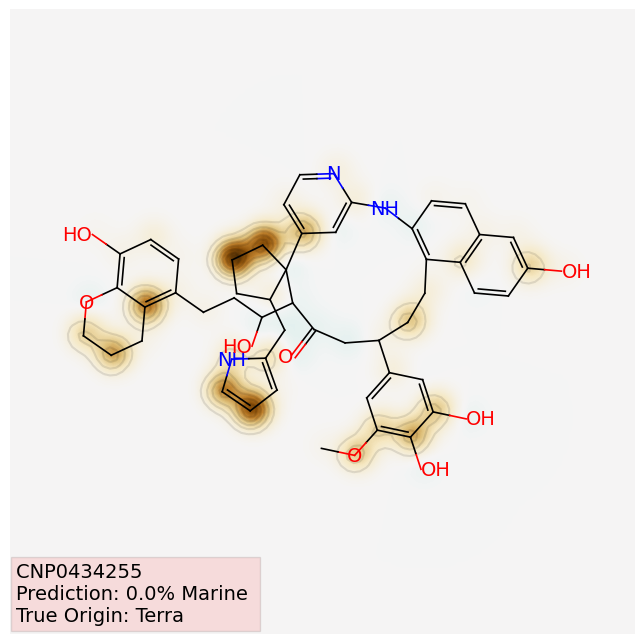 N
NH
HO
OH
O
HO
O
NH
OH
O
OH
CNP0434255
Prediction: 0.0% Marine
True Origin: Terra